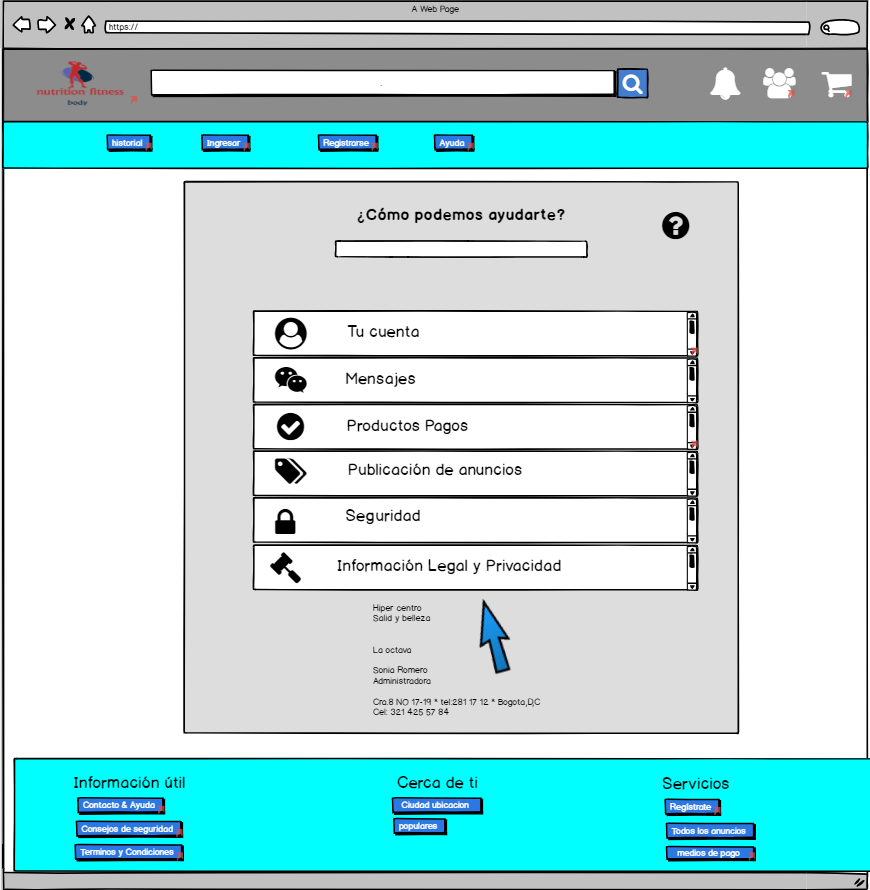 A Web Page
https://
nutrition fitness
body
historial
Ingresar
Registrarse
Ayuda
¿Cómo podemos ayudarte?
Tu cuenta
Mensajes
Productos Pagos
Publicación de anuncios
Seguridad
Información Legal y Privacidad
Hiper centro
Salid y belleza
La octava
Sonia Romero
Administradora
Cra.8 NO 17-19 * tel:281 17 12 * Bogota,D,C
Cel: 321 425 57 84
Información útil
Cerca de ti
Servicios
Contacto & Ayuda
Ciudad ubicacion
Registrate
Consejos de seguridad
populares
Todos los anuncios
Terminos y Condiciones
medios de pago